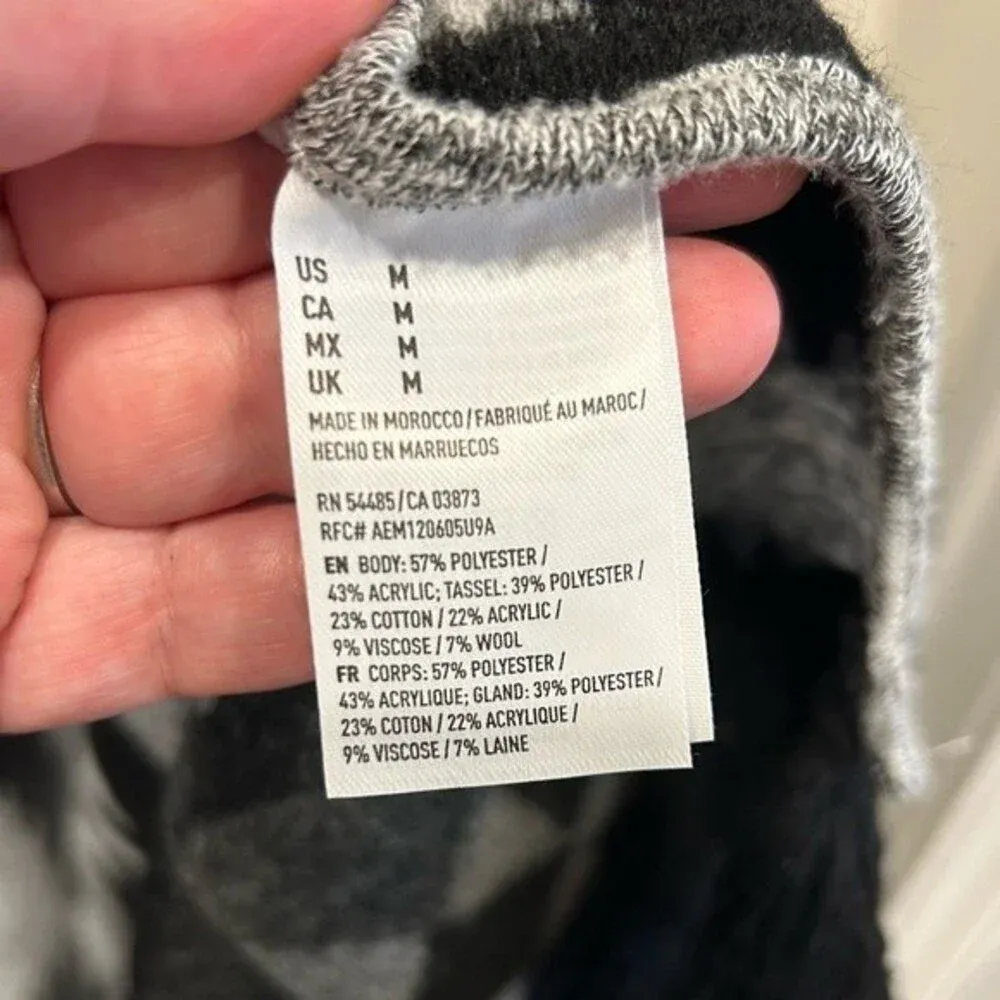 US M
CA M
MX M
UK M
MADE IN MOROCCO/FABRIQUÉ AU MAROC/
HECHO EN MARRUECOS
RN 54485/CA 03873
RFC# AEM120605U9A
EN BODY: 57% POLYESTER /
43% ACRYLIC; TASSEL: 39% POLYESTER /
23% COTTON / 22% ACRYLIC /
9% VISCOSE / 7% WOOL
FR CORPS: 57% POLYESTER /
43% ACRYLIQUE; GLAND: 39% POLYESTER /
23% COTON / 22% ACRYLIQUE /
9% VISCOSE / 7% LAINE